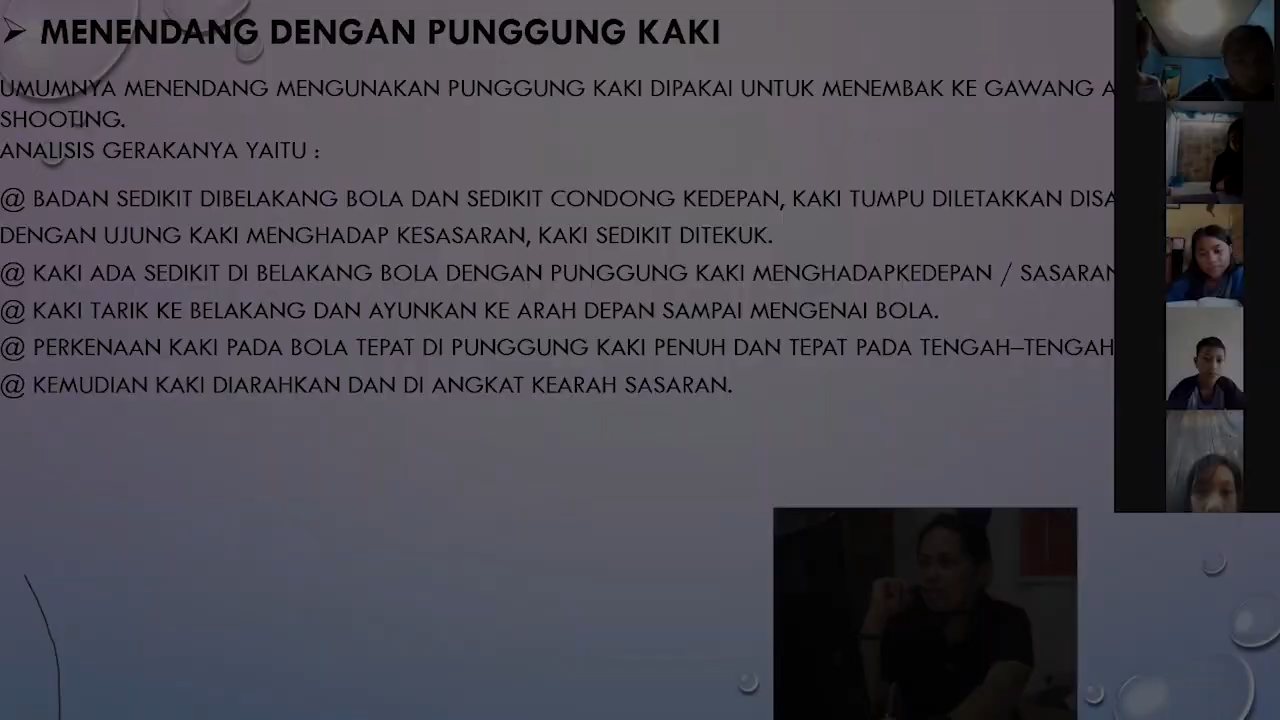 MENENDANG DENGAN PUNGGUNG KAKI
UMUMNYA MENENDANG MENGUNAKAN PUNGGUNG KAKI DIPAKAI UNTUK MENEMBAK KE GAWANG
SHOOTING.
ANALISIS GERAKANYA YAITU :
@ BADAN SEDIKIT DIBELAKANG BOLA DAN SEDIKIT CONDONG KEDEPAN, KAKI TUMPU DILETAKKAN
DENGAN UJUNG KAKI MENGHADAP KESASARAN, KAKI SEDIKIT DITEKUK.
@ KAKI ADA SEDIKIT DI BELAKANG BOLA DENGAN PUNGGUNG KAKI MENGHADAPKEDEPAN / SASARAN
@ KAKI TARIK KE BELAKANG DAN AYUNKAN KE ARAH DEPAN SAMPAI MENGENAI BOLA.
@ PERKENAAN KAKI PADA BOLA TEPAT DI PUNGGUNG KAKI PENUH DAN TEPAT PADA TENGAH–TENGAH
@ KEMUDIAN KAKI DIARAHKAN DAN DI ANGKAT KEARAH SASARAN.